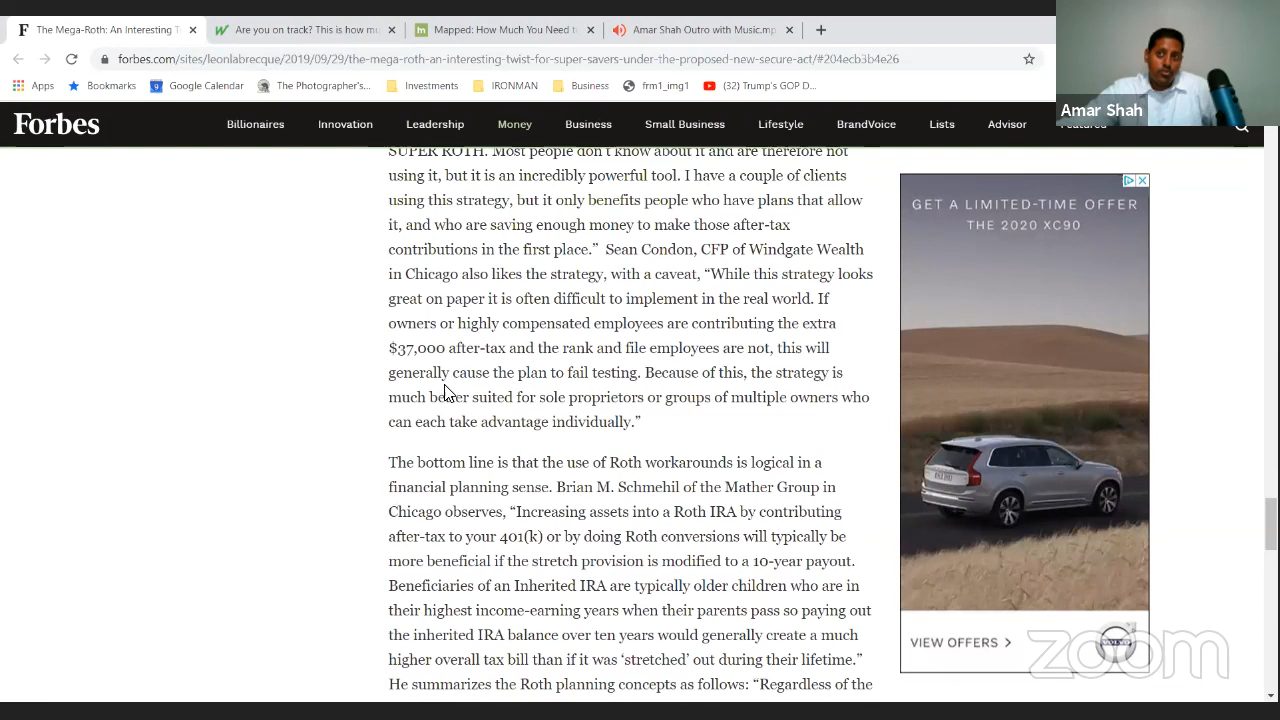 The Mega-Roth: An Interesting T
Are you on track? This is how mu
Mapped: How Much You Need t
Amar Shah Outro with Music.mp
forbes.com/sites/leonlabrecque/2019/09/29/the-mega-roth-an-interesting-twist-for-super-savers-under-the-proposed-new-secure-act/#204ecb3b4e26
Apps Bookmarks Google Calendar The Photographer's... Investments IRONMAN Business frm1_img1 (32) Trump's GOP D...
Amar Shah
Forbes Billionaires Innovation Leadership Money Business Small Business Lifestyle BrandVoice Lists Advisor Featured
SUPER ROTH. Most people don't know about it and are therefore not
using it, but it is an incredibly powerful tool. I have a couple of clients
using this strategy, but it only benefits people who have plans that allow
it, and who are saving enough money to make those after-tax
contributions in the first place.” Sean Condon, CFP of Windgate Wealth
in Chicago also likes the strategy, with a caveat, “While this strategy looks
great on paper it is often difficult to implement in the real world. If
owners or highly compensated employees are contributing the extra
$37,000 after-tax and the rank and file employees are not, this will
generally cause the plan to fail testing. Because of this, the strategy is
much better suited for sole proprietors or groups of multiple owners who
can each take advantage individually.”
The bottom line is that the use of Roth workarounds is logical in a
financial planning sense. Brian M. Schmehil of the Mather Group in
Chicago observes, “Increasing assets into a Roth IRA by contributing
after-tax to your 401(k) or by doing Roth conversions will typically be
more beneficial if the stretch provision is modified to a 10-year payout.
Beneficiaries of an Inherited IRA are typically older children who are in
their highest income-earning years when their parents pass so paying out
the inherited IRA balance over ten years would generally create a much
higher overall tax bill than if it was ‘stretched’ out during their lifetime.”
He summarizes the Roth planning concepts as follows: “Regardless of the
GET A LIMITED-TIME OFFER
THE 2020 XC90
VIEW OFFERS >
VOLVO
zoom